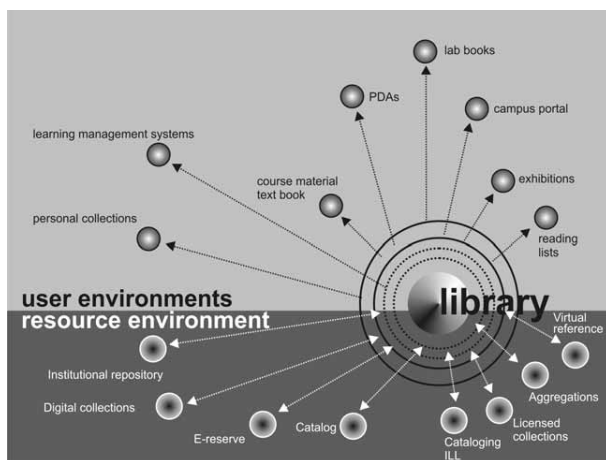 lab books
PDAs
campus portal
learning management systems
course material
text book
exhibitions
personal collections
reading
lists
user environments
library
resource environment
Virtual
reference
Institutional repository
Aggregations
Digital collections
Licensed
collections
E-reserve
Catalog
Cataloging
ILL